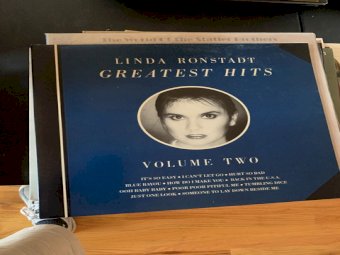 The World Of The Statler Brothers
LINDA RONSTADT
GREATEST HITS
VOLUME TWO
IT'S SO EASY • I CAN'T LET GO • HURT SO BAD
BLUE BAYOU • HOW DO I MAKE YOU • BACK IN THE U.S.A.
OOH BABY BABY • POOR POOR PITIFUL ME • TUMBLING DICE
JUST ONE LOOK • SOMEONE TO LAY DOWN BESIDE ME